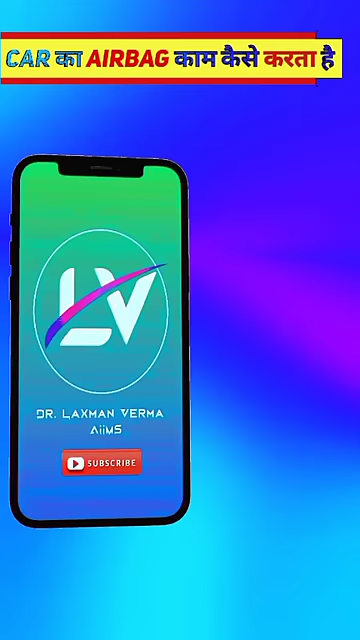 CAR का AIRBAG काम कैसे करता है
LV
DR. LAXMAN VERMA
AiiMS
SUBSCRIBE